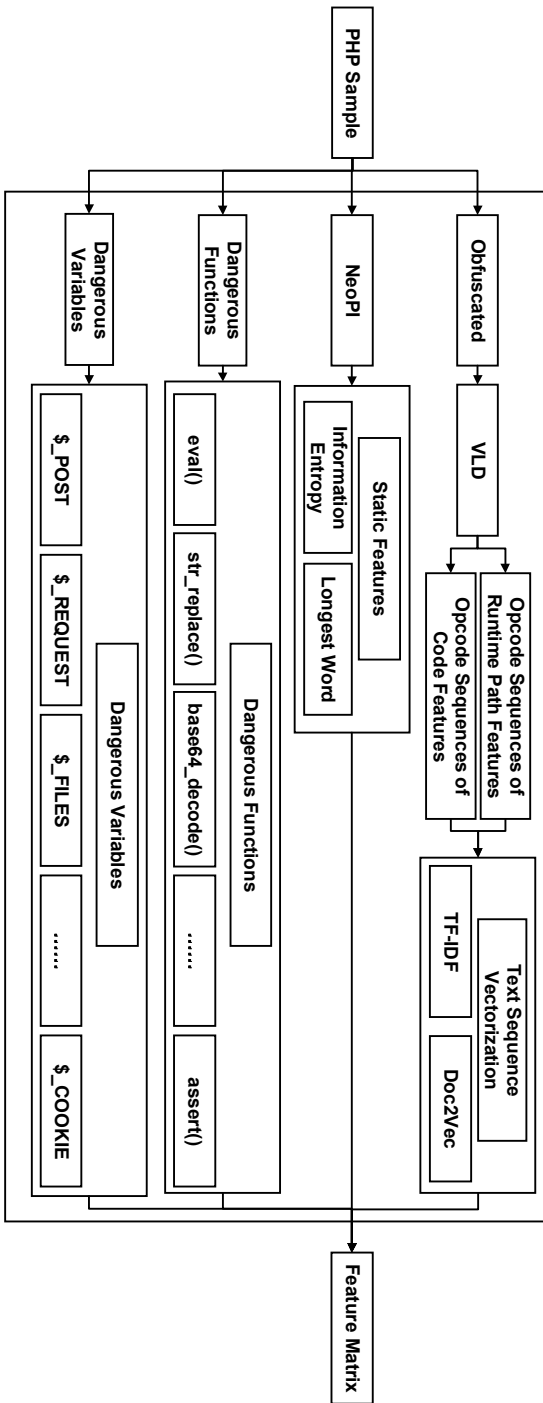 PHP Sample
Obfuscated
VLD
Opcode Sequences of
Runtime Path Features
Opcode Sequences of
Code Features
Text Sequence
Vectorization
TF-IDF
Doc2Vec
NeoPI
Static Features
Information
Entropy
Longest Word
Dangerous
Functions
Dangerous Functions
eval()
str_replace()
base64_decode()
......
assert()
Dangerous
Variables
Dangerous Variables
$_POST
$_REQUEST
$_FILES
......
$_COOKIE
Feature Matrix